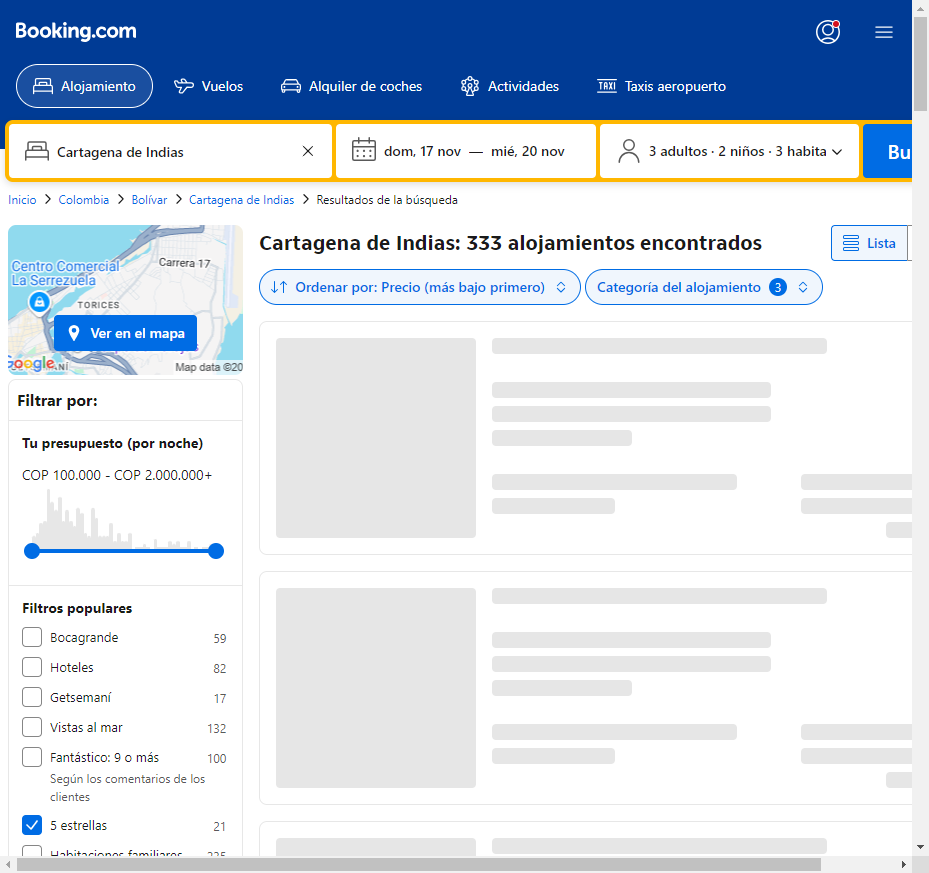 Booking.com
Alojamiento
Vuelos
Alquiler de coches
Actividades
TAXI
Taxis aeropuerto
Cartagena de Indias
dom, 17 nov — mié, 20 nov
3 adultos · 2 niños · 3 habita
Bu
Inicio > Colombia > Bolívar > Cartagena de Indias > Resultados de la búsqueda
Centro Comercial
La Serrezuela
Carrera 17
TORICES
Ver en el mapa
Google
Map data ©20
Cartagena de Indias: 333 alojamientos encontrados
Lista
Ordenar por: Precio (más bajo primero)
Categoría del alojamiento 3
Filtrar por:
Tu presupuesto (por noche)
COP 100.000 - COP 2.000.000+
Filtros populares
Bocagrande 59
Hoteles 82
Getsemaní 17
Vistas al mar 132
Fantástico: 9 o más 100
Según los comentarios de los
clientes
5 estrellas 21
Habitaciones familiares